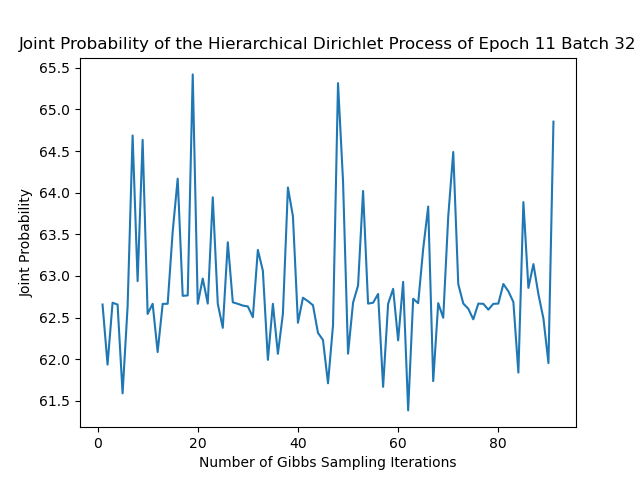 Joint Probability of the Hierarchical Dirichlet Process of Epoch 11 Batch 32
65.5
65.0
64.5
64.0
63.5
63.0
62.5
62.0
61.5
Joint Probability
0 20 40 60 80
Number of Gibbs Sampling Iterations